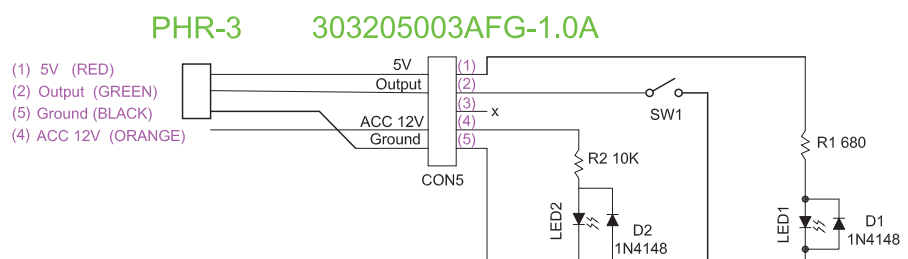 PHR-3 303205003AFG-1.0A
(1) 5V (RED)
(2) Output (GREEN)
(5) Ground (BLACK)
(4) ACC 12V (ORANGE)
5V (1)
Output (2)
(3) x
ACC 12V (4)
Ground (5)
CON5
SW1
R2 10K
R1 680
LED2
D2
1N4148
LED1
D1
1N4148